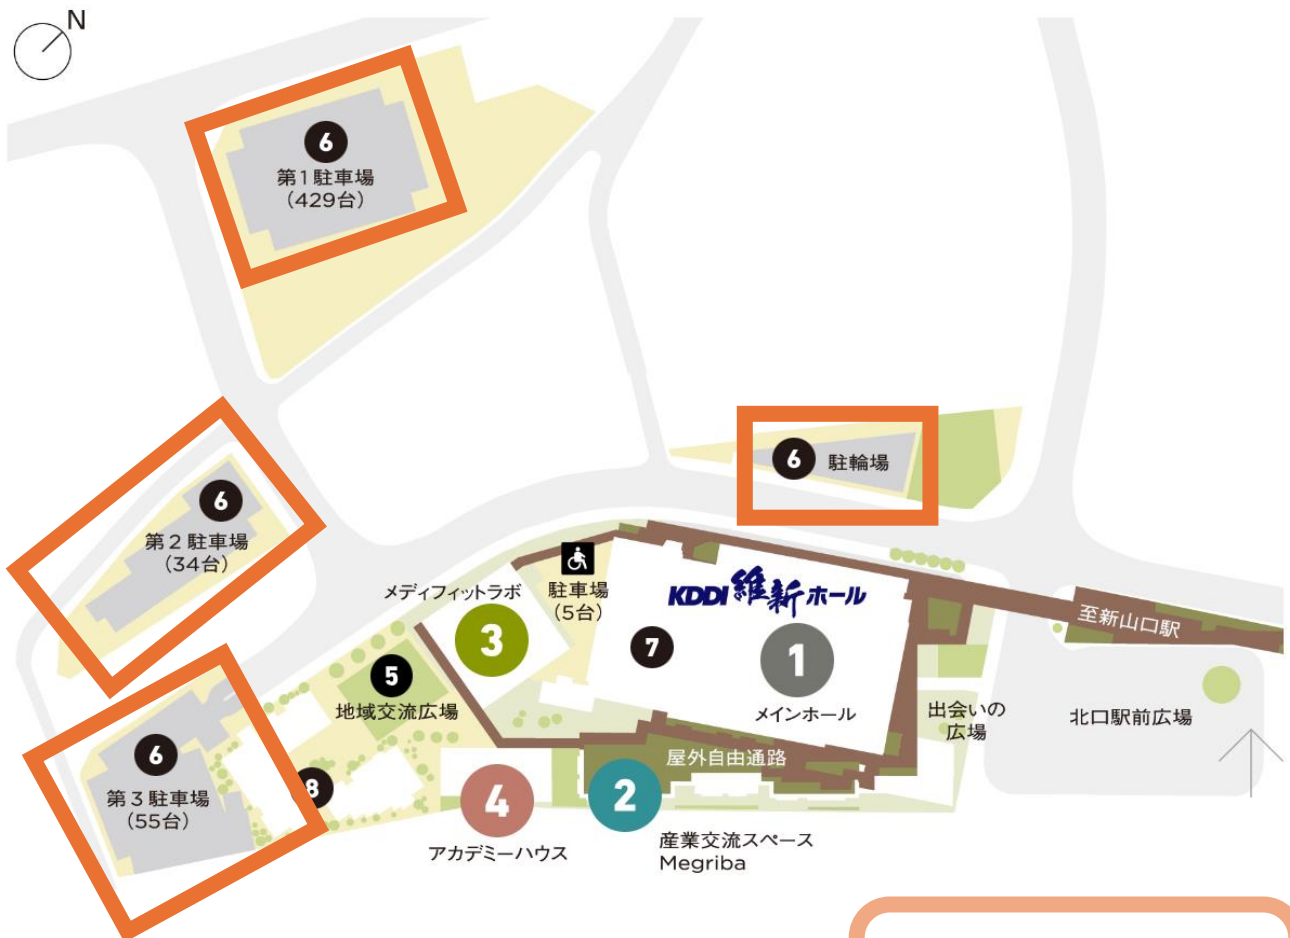 N
6
第1駐車場
(429台)
6
駐輪場
6
第2駐車場
(34台)
駐車場
(5台)
KDDI維新ホール
メディフィットラボ
3
7
1
メインホール
至新山口駅
5
地域交流広場
出会いの
広場
北口駅前広場
屋外自由通路
6
第3駐車場
(55台)
8
4
アカデミーハウス
2
産業交流スペース
Megriba